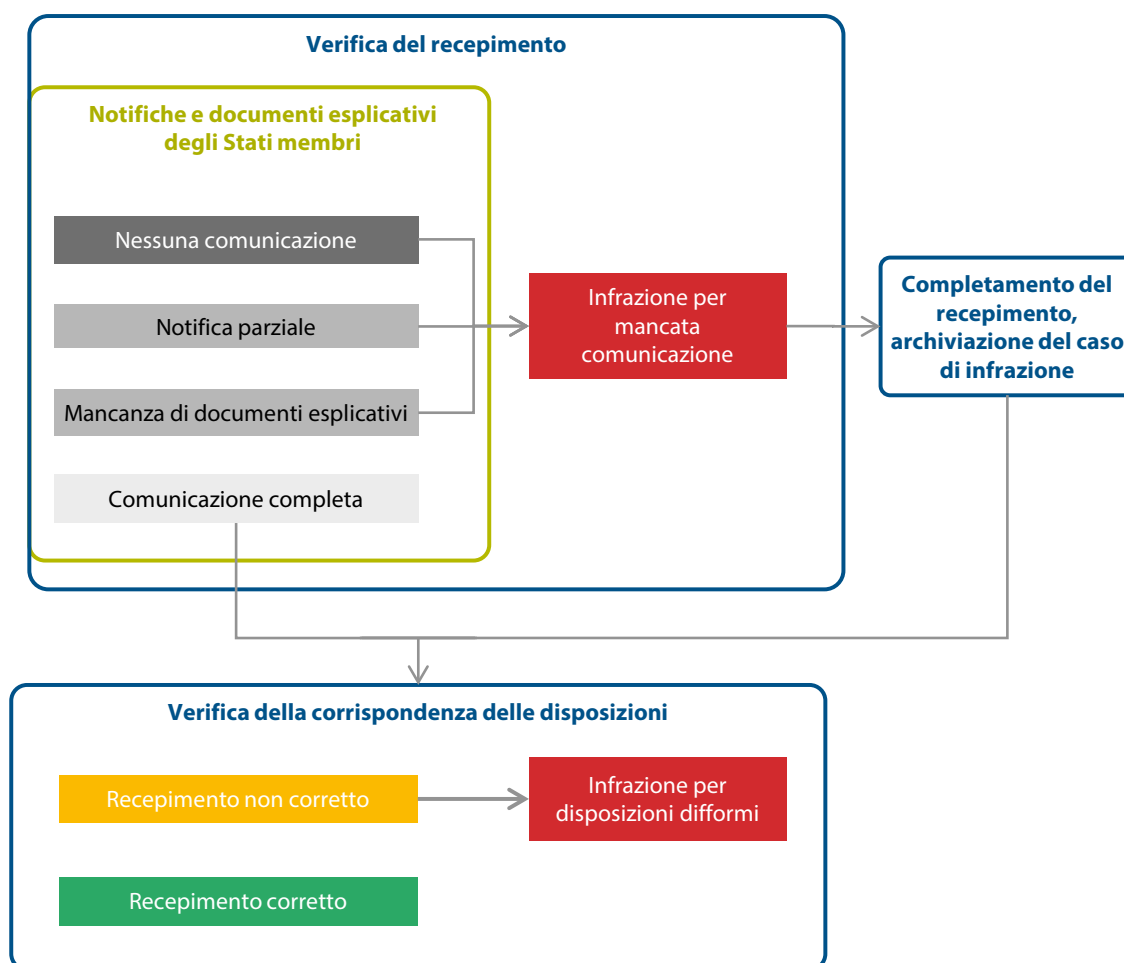 Verifica del recepimento
Notifiche e documenti esplicativi
degli Stati membri
Nessuna comunicazione
Notifica parziale
Mancanza di documenti esplicativi
Comunicazione completa
Infrazione per
mancata
comunicazione
Completamento del
recepimento,
archiviazione del caso
di infrazione
Verifica della corrispondenza delle disposizioni
Recepimento non corretto
Infrazione per
disposizioni difformi
Recepimento corretto